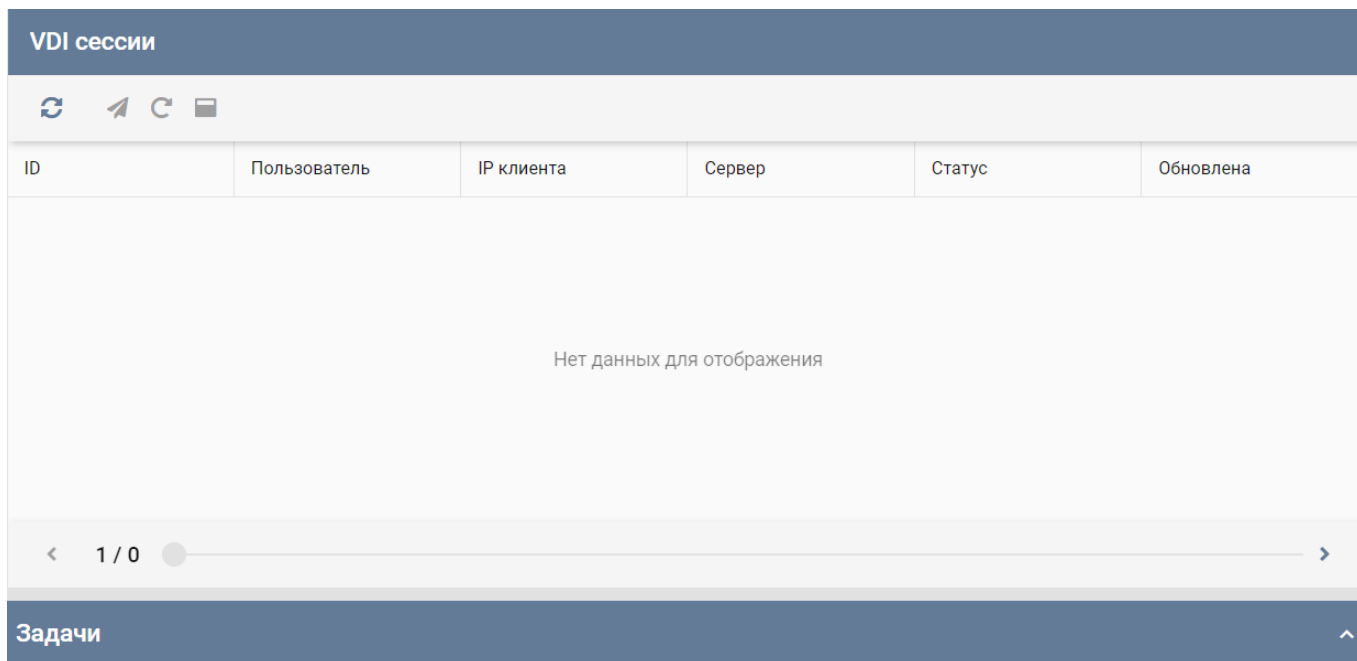 VDI сессии
ID Пользователь IP клиента Сервер Статус Обновлена
Нет данных для отображения
1 / 0
Задачи